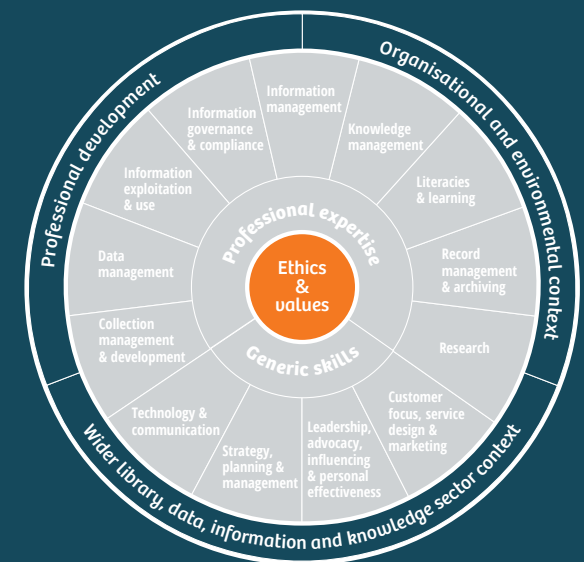 Professional development
Organisational and environmental context
Wider library, data, information and knowledge sector context
Information
management
Knowledge
management
Literacies
& learning
Record
management
& archiving
Research
Customer
focus, service
design &
marketing
Leadership,
advocacy,
influencing
& personal
effectiveness
Strategy,
planning &
management
Technology &
communication
Collection
management
& development
Data
management
Information
exploitation
& use
Information
governance
& compliance
Professional expertise
Ethics
&
values
Generic skills